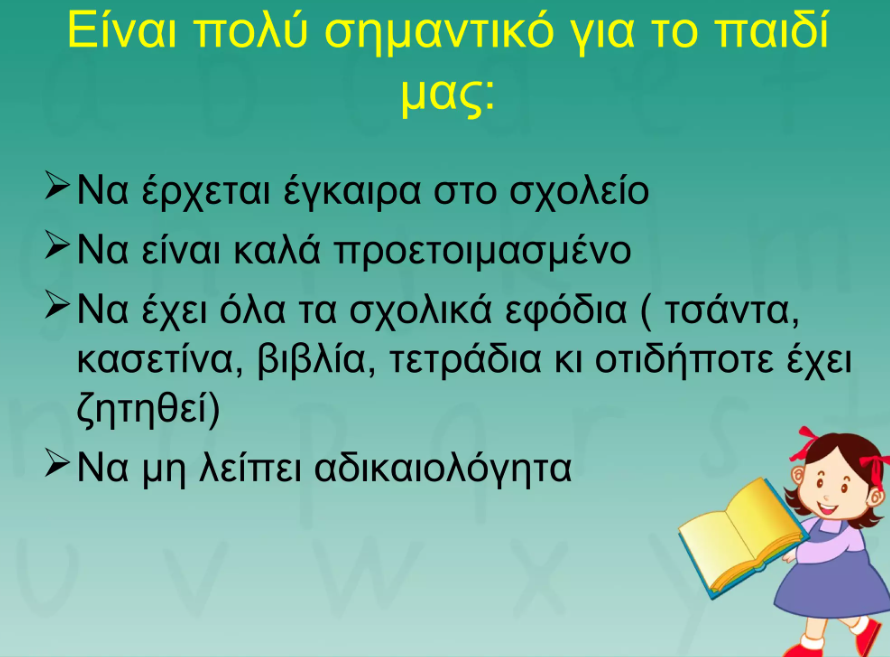 Είναι πολύ σημαντικό για το παιδί
μας:
➢Να έρχεται έγκαιρα στο σχολείο
➢Να είναι καλά προετοιμασμένο
➢Να έχει όλα τα σχολικά εφόδια ( τσάντα,
κασετίνα, βιβλία, τετράδια κι οτιδήποτε έχει
ζητηθεί)
➢Να μη λείπει αδικαιολόγητα